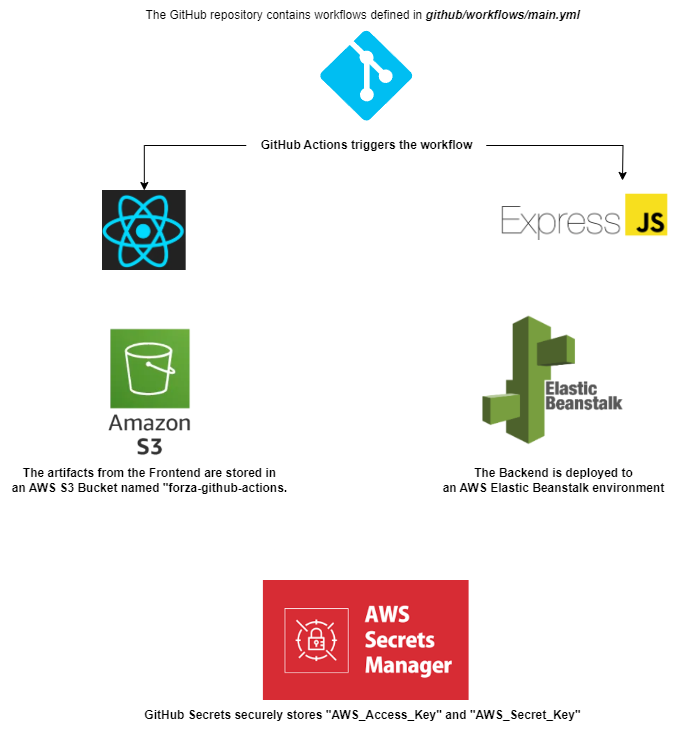 The GitHub repository contains workflows defined in github/workflows/main.yml
GitHub Actions triggers the workflow
Express JS
Amazon
S3
Elastic
Beanstalk
The artifacts from the Frontend are stored in
an AWS S3 Bucket named "forza-github-actions.
The Backend is deployed to
an AWS Elastic Beanstalk environment
AWS
Secrets
Manager
GitHub Secrets securely stores "AWS_Access_Key" and "AWS_Secret_Key"